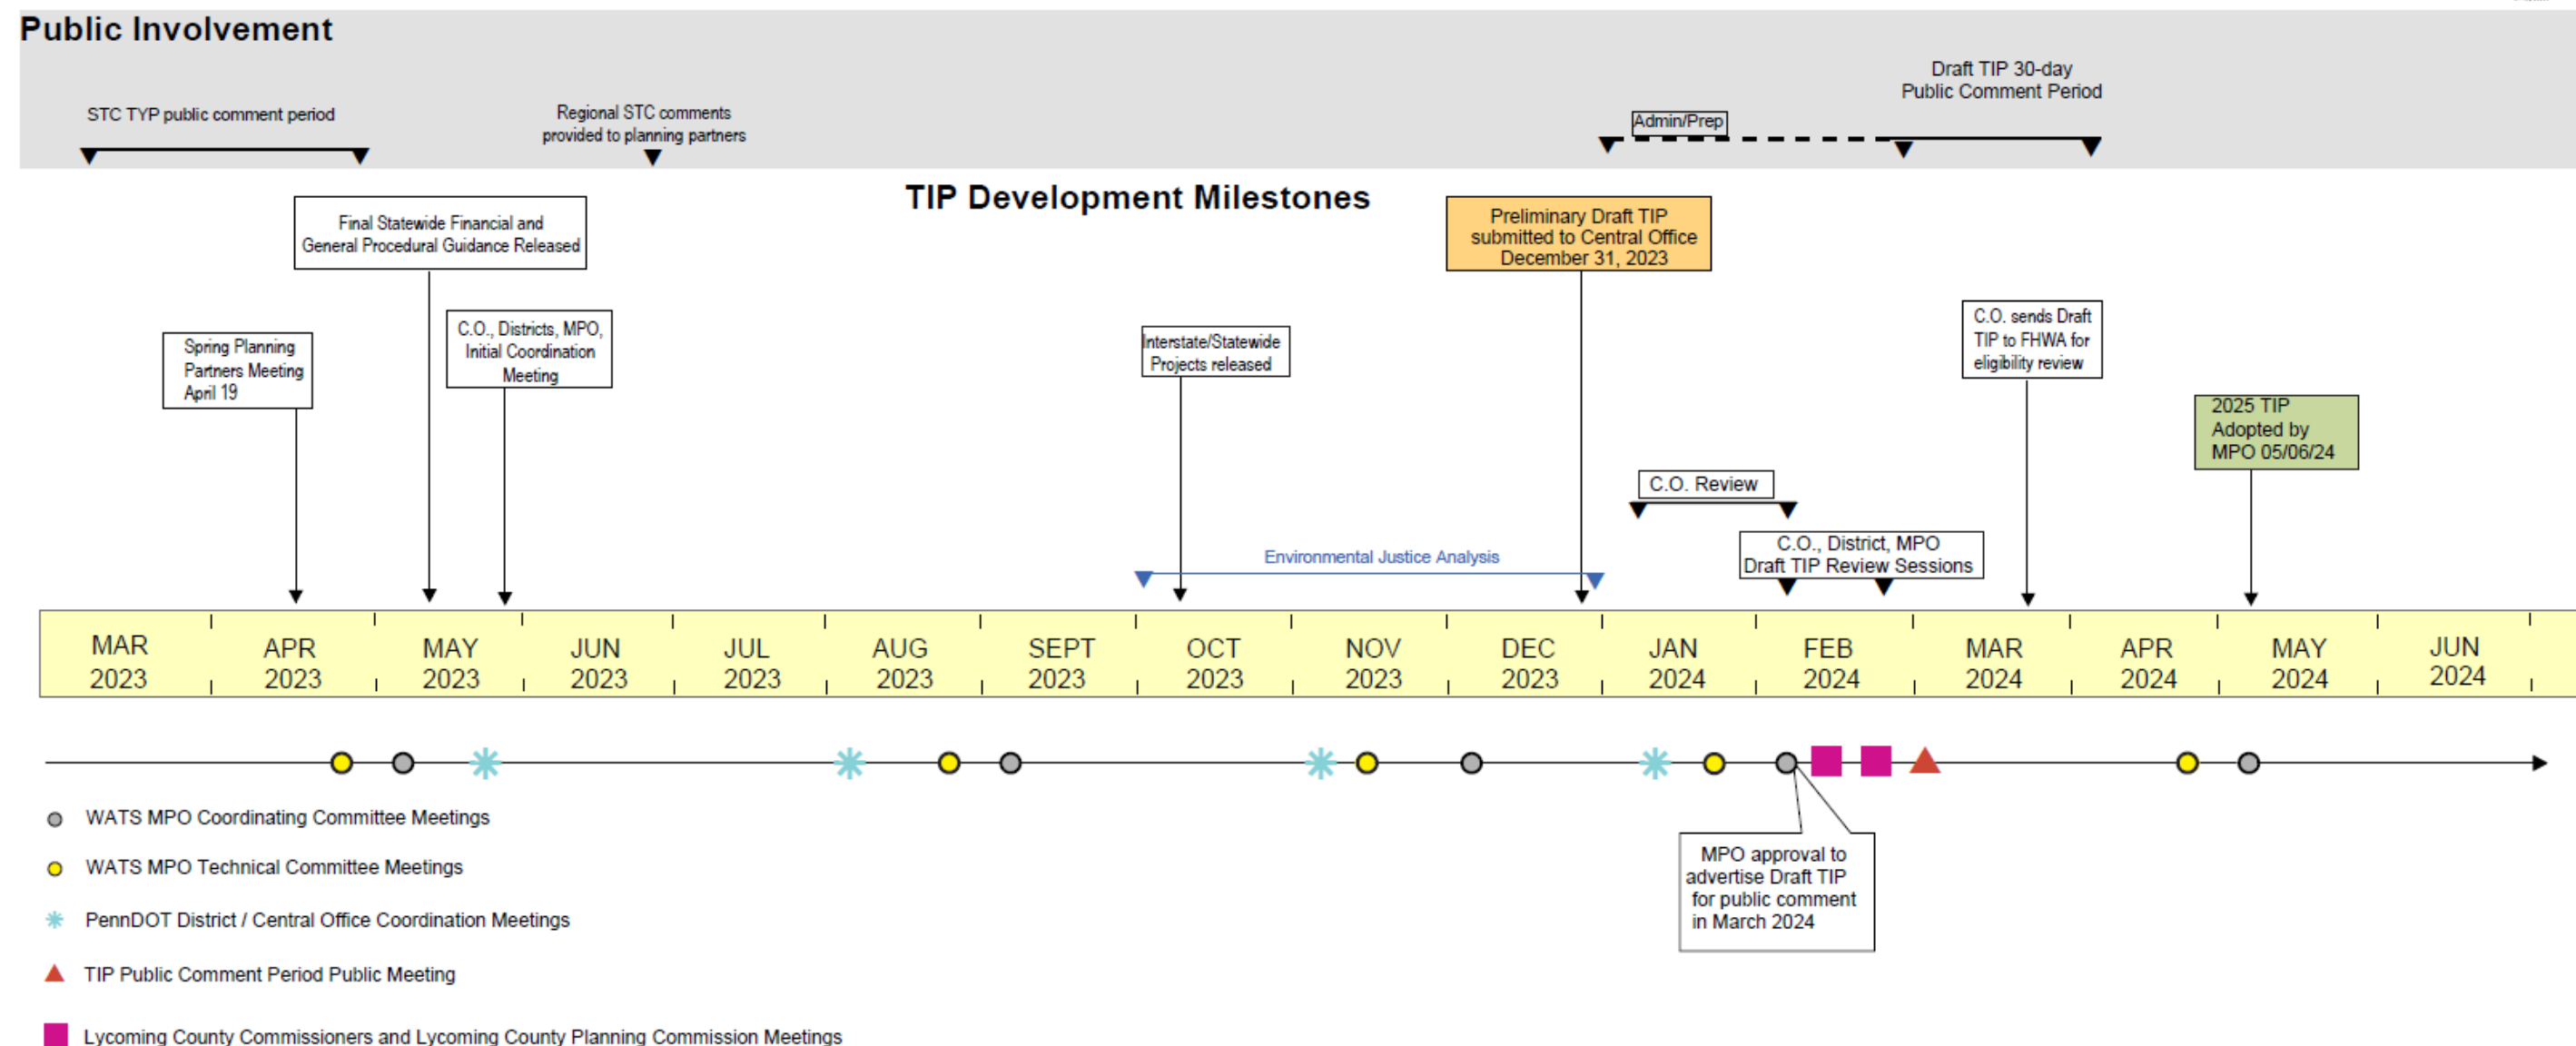 Public Involvement
Draft TIP 30-day
Public Comment Period
STC TYP public comment period
Regional STC comments
provided to planning partners
Admin/Prep
TIP Development Milestones
Final Statewide Financial and
General Procedural Guidance Released
Preliminary Draft TIP
submitted to Central Office
December 31, 2023
Spring Planning
Partners Meeting
April 19
C.O., Districts, MPO,
Initial Coordination
Meeting
Interstate/Statewide
Projects released
C.O. sends Draft
TIP to FHWA for
eligibility review
2025 TIP
Adopted by
MPO 05/06/24
C.O. Review
C.O., District, MPO
Draft TIP Review Sessions
Environmental Justice Analysis
MAR
2023
APR
2023
MAY
2023
JUN
2023
JUL
2023
AUG
2023
SEPT
2023
OCT
2023
NOV
2023
DEC
2023
JAN
2024
FEB
2024
MAR
2024
APR
2024
MAY
2024
JUN
2024
MPO approval to
advertise Draft TIP
for public comment
in March 2024
WATS MPO Coordinating Committee Meetings
WATS MPO Technical Committee Meetings
PennDOT District / Central Office Coordination Meetings
TIP Public Comment Period Public Meeting
Lycoming County Commissioners and Lycoming County Planning Commission Meetings